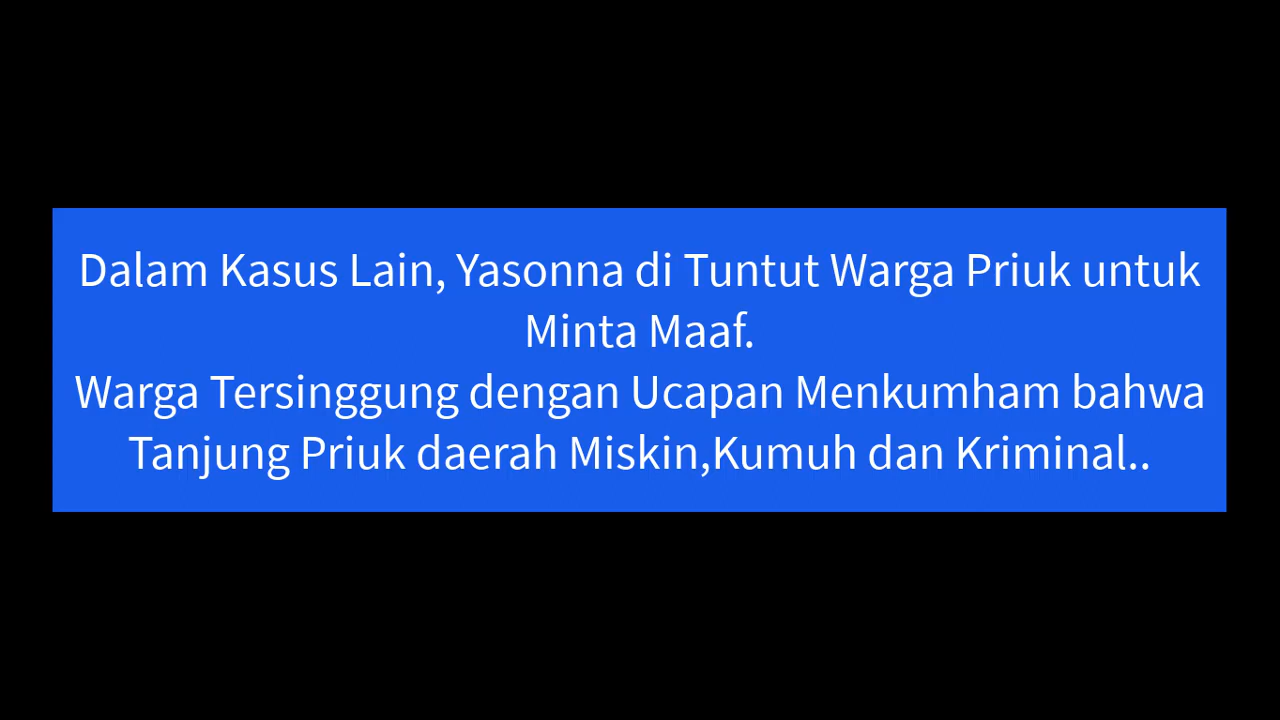 Dalam Kasus Lain, Yasonna di Tuntut Warga Priuk untuk
Minta Maaf.
Warga Tersinggung dengan Ucapan Menkumham bahwa
Tanjung Priuk daerah Miskin,Kumuh dan Kriminal..